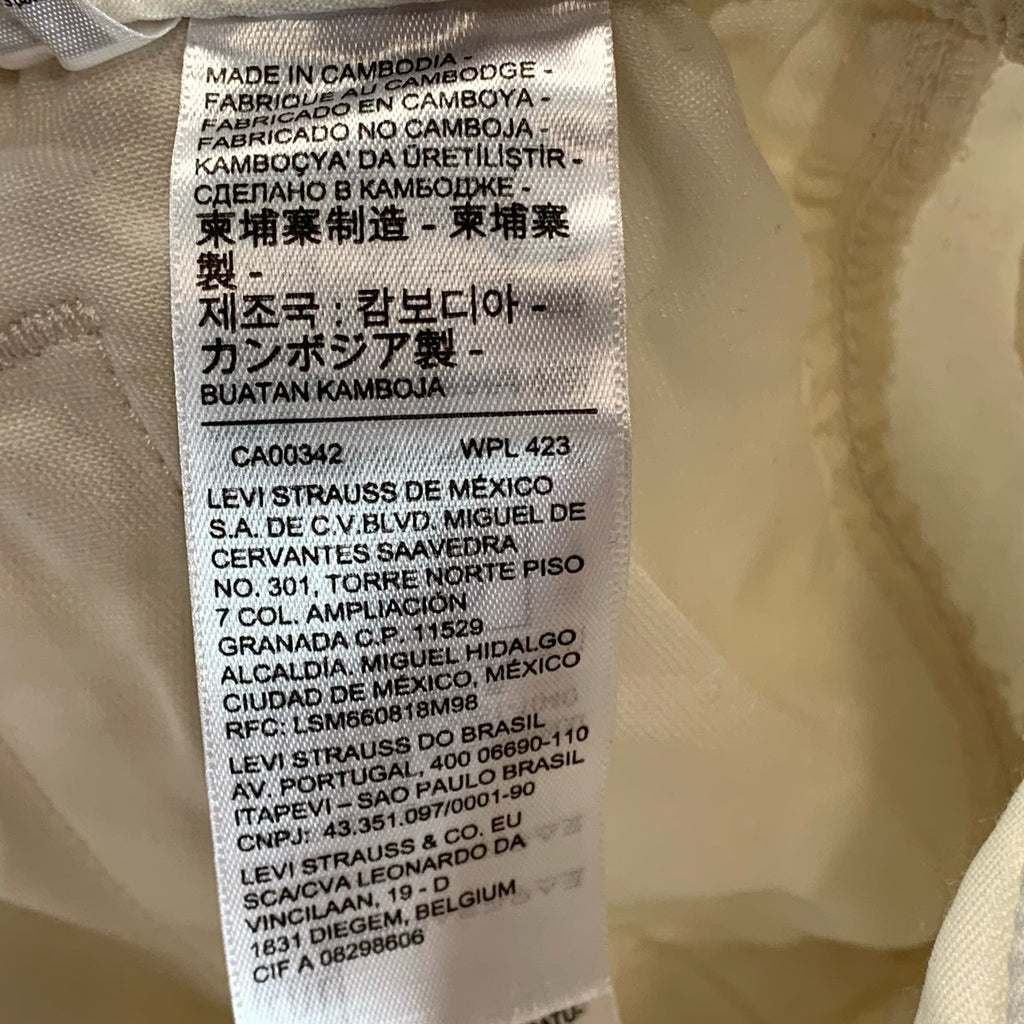 MADE IN CAMBODIA -
FABRIQUE AU CAMBODGE -
FABRICADO EN CAMBOYA -
FABRICADO NO CAMBOJA -
KAMBOÇYA' DA ÜRETİLİŞTİR -
СДЕЛАНО В КАМБОДЖЕ -
柬埔寨制造 - 柬埔寨
製 -
제조국 : 캄보디아 -
カンボジア製 -
BUATAN KAMBOJA
CA00342 WPL 423
LEVI STRAUSS DE MÉXICO
S.A. DE C.V.BLVD. MIGUEL DE
CERVANTES SAAVEDRA
NO. 301, TORRE NORTE PISO
7 COL. AMPLIACIÓN
GRANADA C.P. 11529
ALCALDÍA. MIGUEL HIDALGO
CIUDAD DE MÉXICO, MÉXICO
RFC: LSM660818M98
LEVI STRAUSS DO BRASIL
AV. PORTUGAL, 400 06690-110
ITAPEVI – SAO PAULO BRASIL
CNPJ: 43.351.097/0001-90
LEVI STRAUSS & CO. EU
SCA/CVA LEONARDO DA
VINCILAAN, 19 - D
1831 DIEGEM, BELGIUM
CIF A 08298606